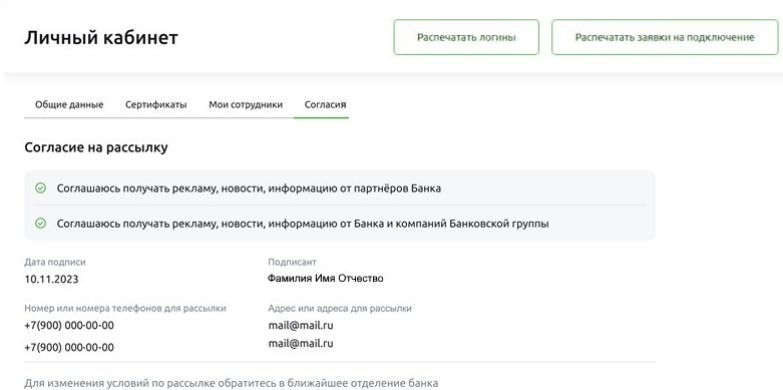 Личный кабинет
Распечатать логины
Распечатать заявки на подключение
Общие данные Сертификаты Мои сотрудники Согласия
Согласие на рассылку
Соглашаюсь получать рекламу, новости, информацию от партнёров Банка
Соглашаюсь получать рекламу, новости, информацию от Банка и компаний Банковской группы
Дата подписи
10.11.2023
Подписант
Фамилия Имя Отчество
Номер или номера телефонов для рассылки
+7(900) 000-00-00
+7(900) 000-00-00
Адрес или адреса для рассылки
mail@mail.ru
mail@mail.ru
Для изменения условий по рассылке обратитесь в ближайшее отделение банка